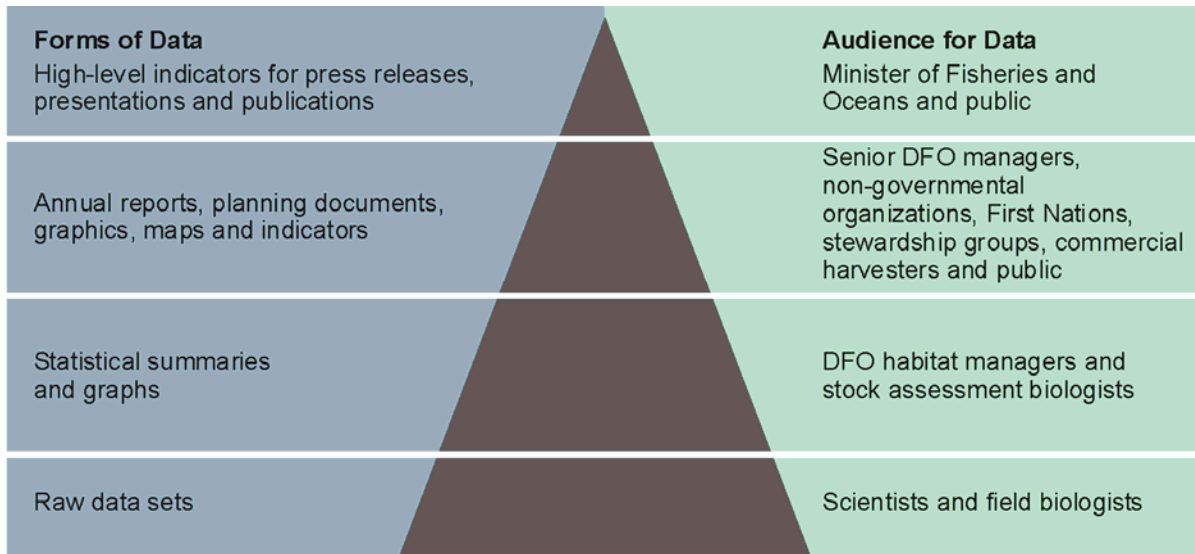 Forms of Data
High-level indicators for press releases,
presentations and publications
Audience for Data
Minister of Fisheries and
Oceans and public
Annual reports, planning documents,
graphics, maps and indicators
Senior DFO managers,
non-governmental
organizations, First Nations,
stewardship groups, commercial
harvesters and public
Statistical summaries
and graphs
DFO habitat managers and
stock assessment biologists
Raw data sets
Scientists and field biologists